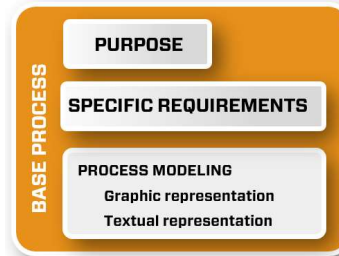 BASE PROCESS
PURPOSE
SPECIFIC REQUIREMENTS
PROCESS MODELING
Graphic representation
Textual representation